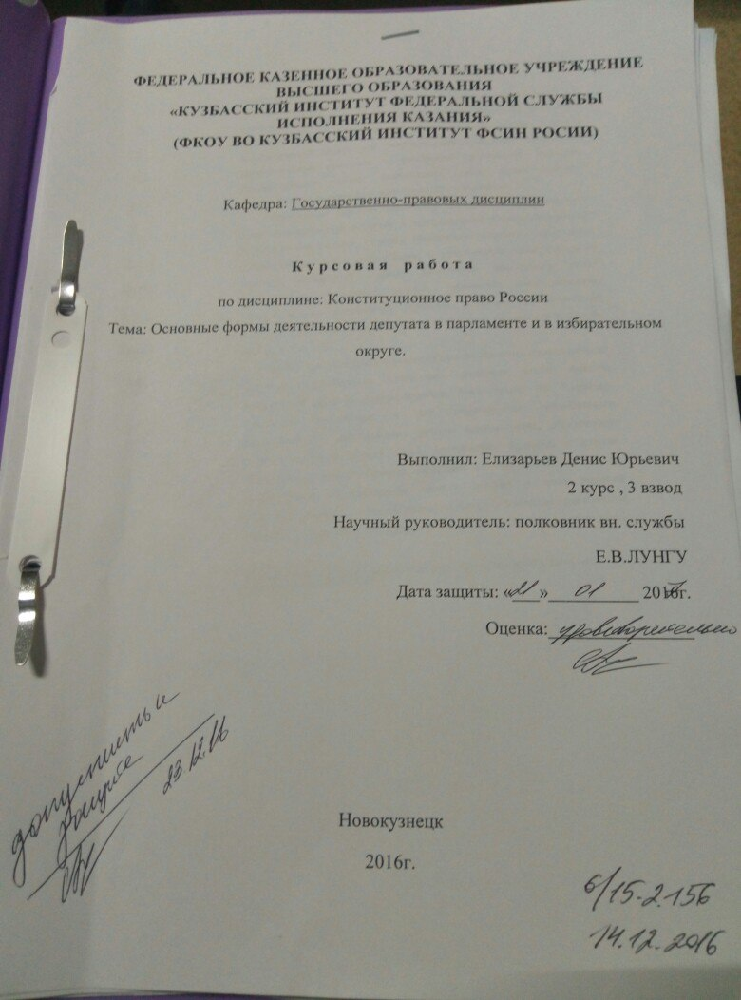 ФЕДЕРАЛЬНОЕ КАЗЕННОЕ ОБРАЗОВАТЕЛЬНОЕ УЧРЕЖДЕНИЕ
ВЫСШЕГО ОБРАЗОВАНИЯ
«КУЗБАССКИЙ ИНСТИТУТ ФЕДЕРАЛЬНОЙ СЛУЖБЫ
ИСПОЛНЕНИЯ КАЗАНИЯ»
(ФКОУ ВО КУЗБАССКИЙ ИНСТИТУТ ФСИН РОСИИ)
Кафедра: Государственно-правовых дисциплин
Курсовая работа
по дисциплине: Конституционное право России
Тема: Основные формы деятельности депутата в парламенте и в избирательном
округе.
Выполнил: Елизарьев Денис Юрьевич
2 курс , 3 взвод
Научный руководитель: полковник вн. службы
Е.В.ЛУНГУ
Дата защиты: «21» 01 201г.
Оценка: удовлетворительно
допустить к
защите
23.12.16
Новокузнецк
2016г.
6/15-2.156
14.12.2016